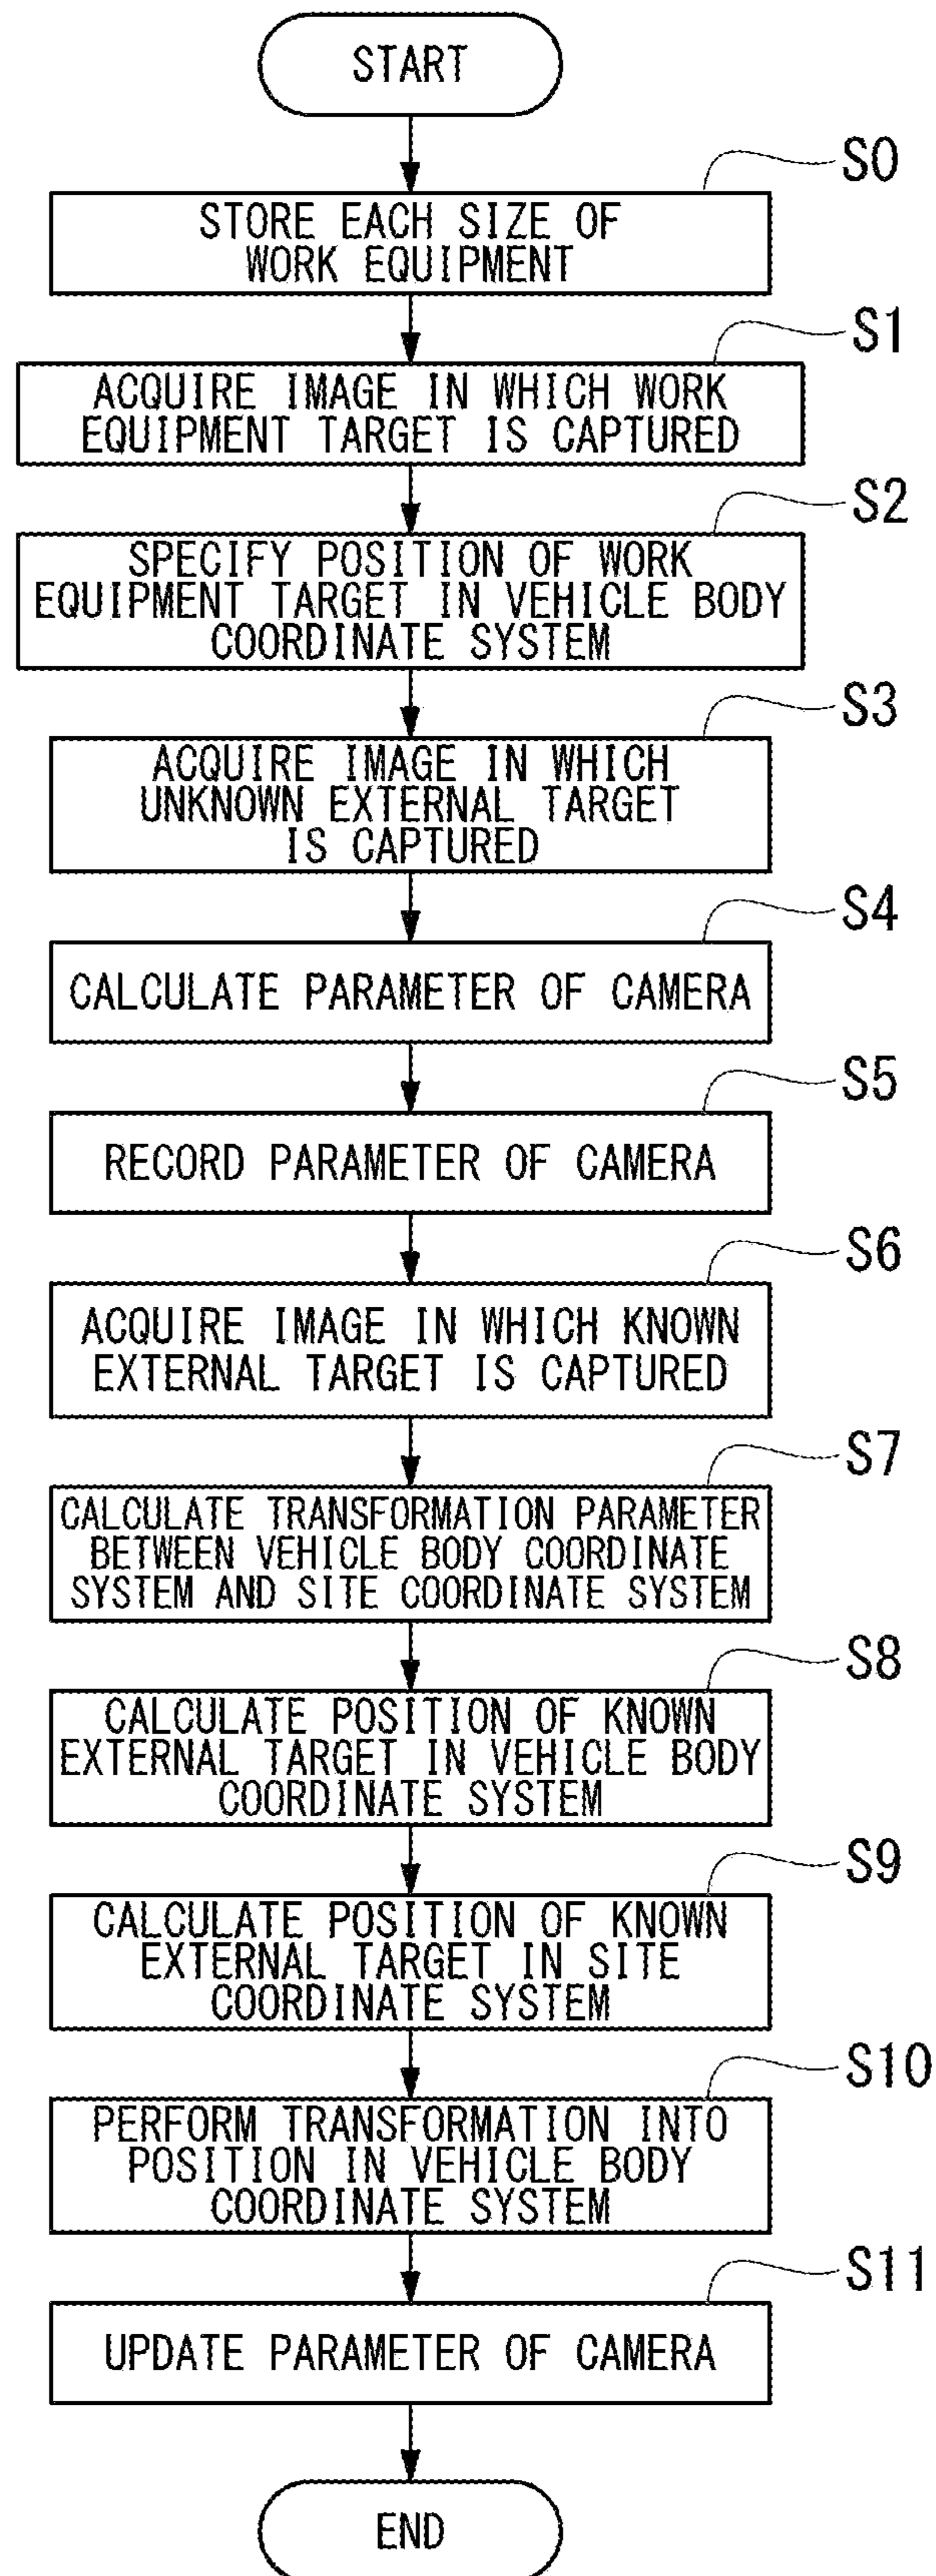 START
S0
STORE EACH SIZE OF
WORK EQUIPMENT
S1
ACQUIRE IMAGE IN WHICH WORK
EQUIPMENT TARGET IS CAPTURED
S2
SPECIFY POSITION OF WORK
EQUIPMENT TARGET IN VEHICLE BODY
COORDINATE SYSTEM
S3
ACQUIRE IMAGE IN WHICH
UNKNOWN EXTERNAL TARGET
IS CAPTURED
S4
CALCULATE PARAMETER OF CAMERA
S5
RECORD PARAMETER OF CAMERA
S6
ACQUIRE IMAGE IN WHICH KNOWN
EXTERNAL TARGET IS CAPTURED
S7
CALCULATE TRANSFORMATION PARAMETER
BETWEEN VEHICLE BODY COORDINATE
SYSTEM AND SITE COORDINATE SYSTEM
S8
CALCULATE POSITION OF KNOWN
EXTERNAL TARGET IN VEHICLE BODY
COORDINATE SYSTEM
S9
CALCULATE POSITION OF KNOWN
EXTERNAL TARGET IN SITE
COORDINATE SYSTEM
S10
PERFORM TRANSFORMATION INTO
POSITION IN VEHICLE BODY
COORDINATE SYSTEM
S11
UPDATE PARAMETER OF CAMERA
END